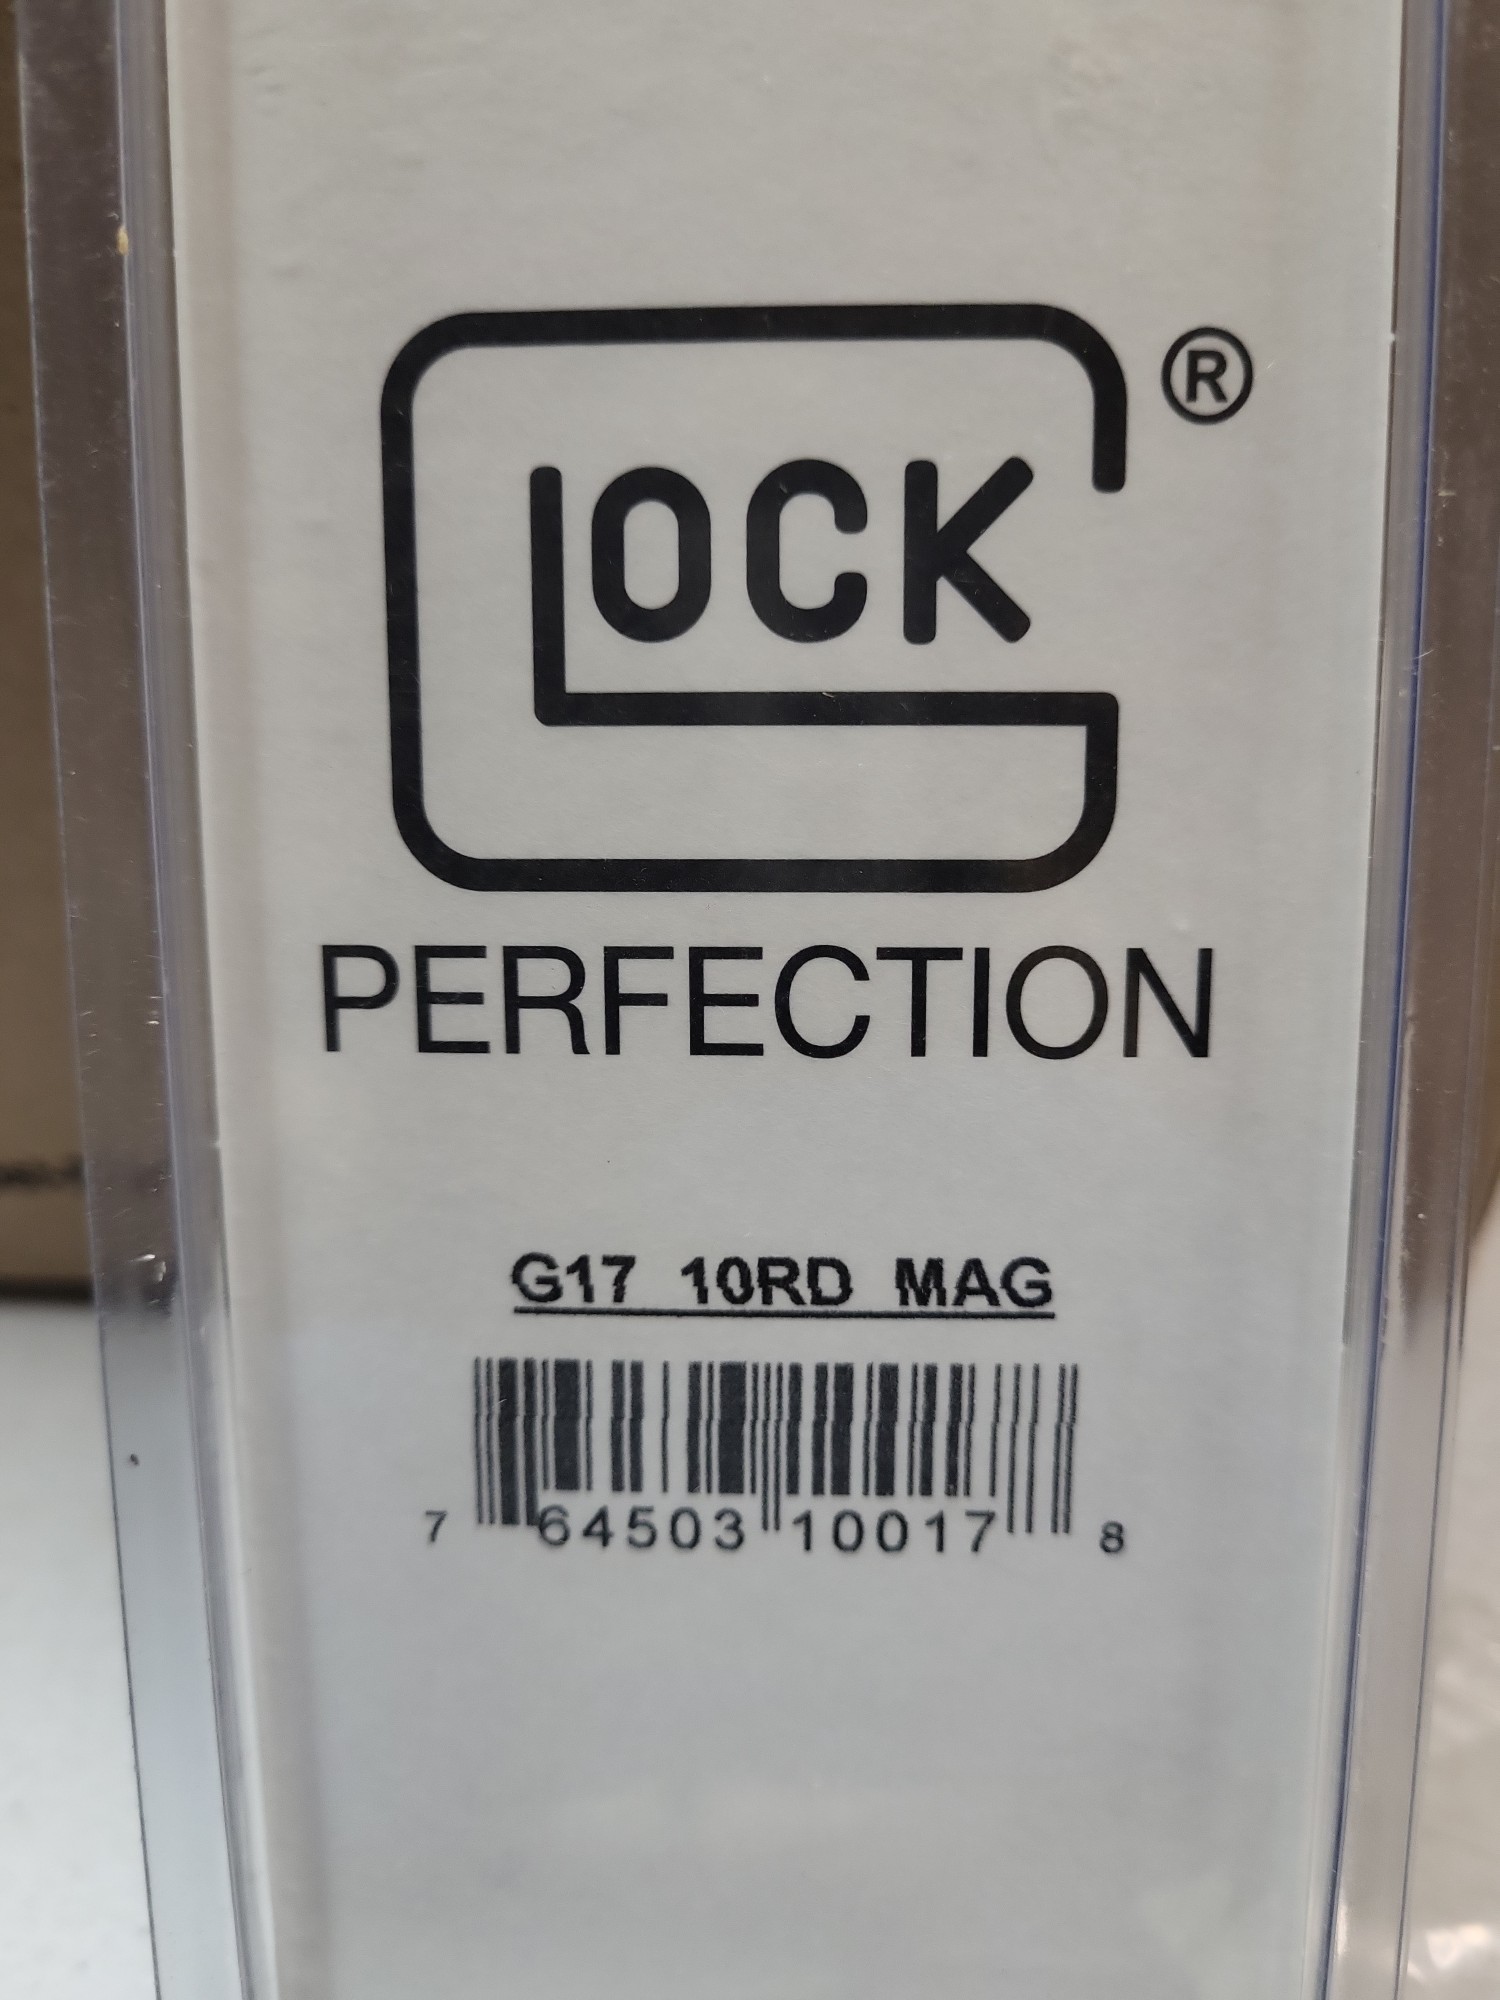 GLOCK ®
PERFECTION
G17 10RD MAG
7 64503 10017 8